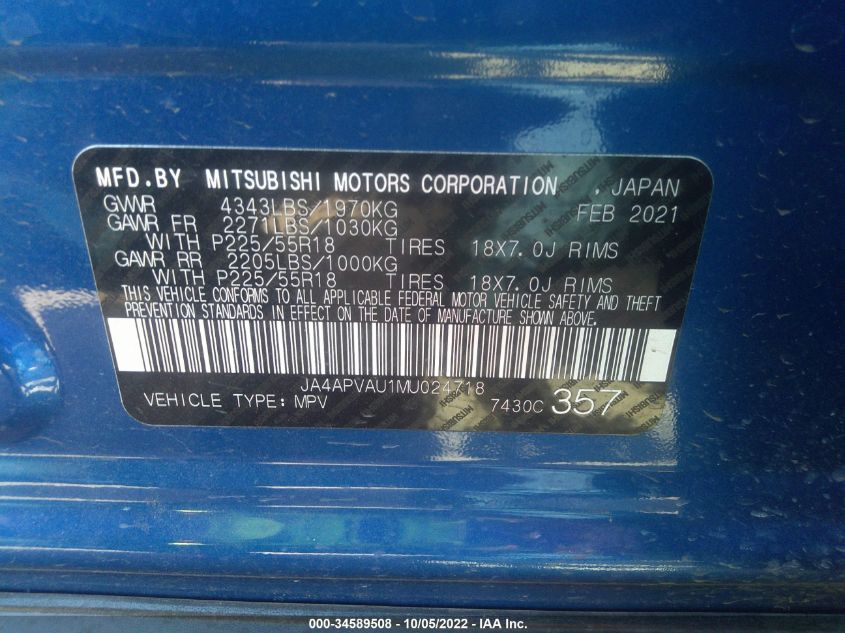 MFD.BY MITSUBISHI MOTORS CORPORATION , JAPAN
GVWR 4343LBS/1970KG FEB 2021
GAWR FR 2271LBS/1030KG
WITH P225/55R18 TIRES 18X7.0J RIMS
GAWR RR 2205LBS/1000KG
WITH P225/55R18 TIRES 18X7.0J RIMS
THIS VEHICLE CONFORMS TO ALL APPLICABLE FEDERAL MOTOR VEHICLE SAFETY AND THEFT
PREVENTION STANDARDS IN EFFECT ON THE DATE OF MANUFACTURE SHOWN ABOVE.
JA4APVAU1MU024718
VEHICLE TYPE: MPV 7430C 357
000-34589508 - 10/05/2022 - IAA Inc.